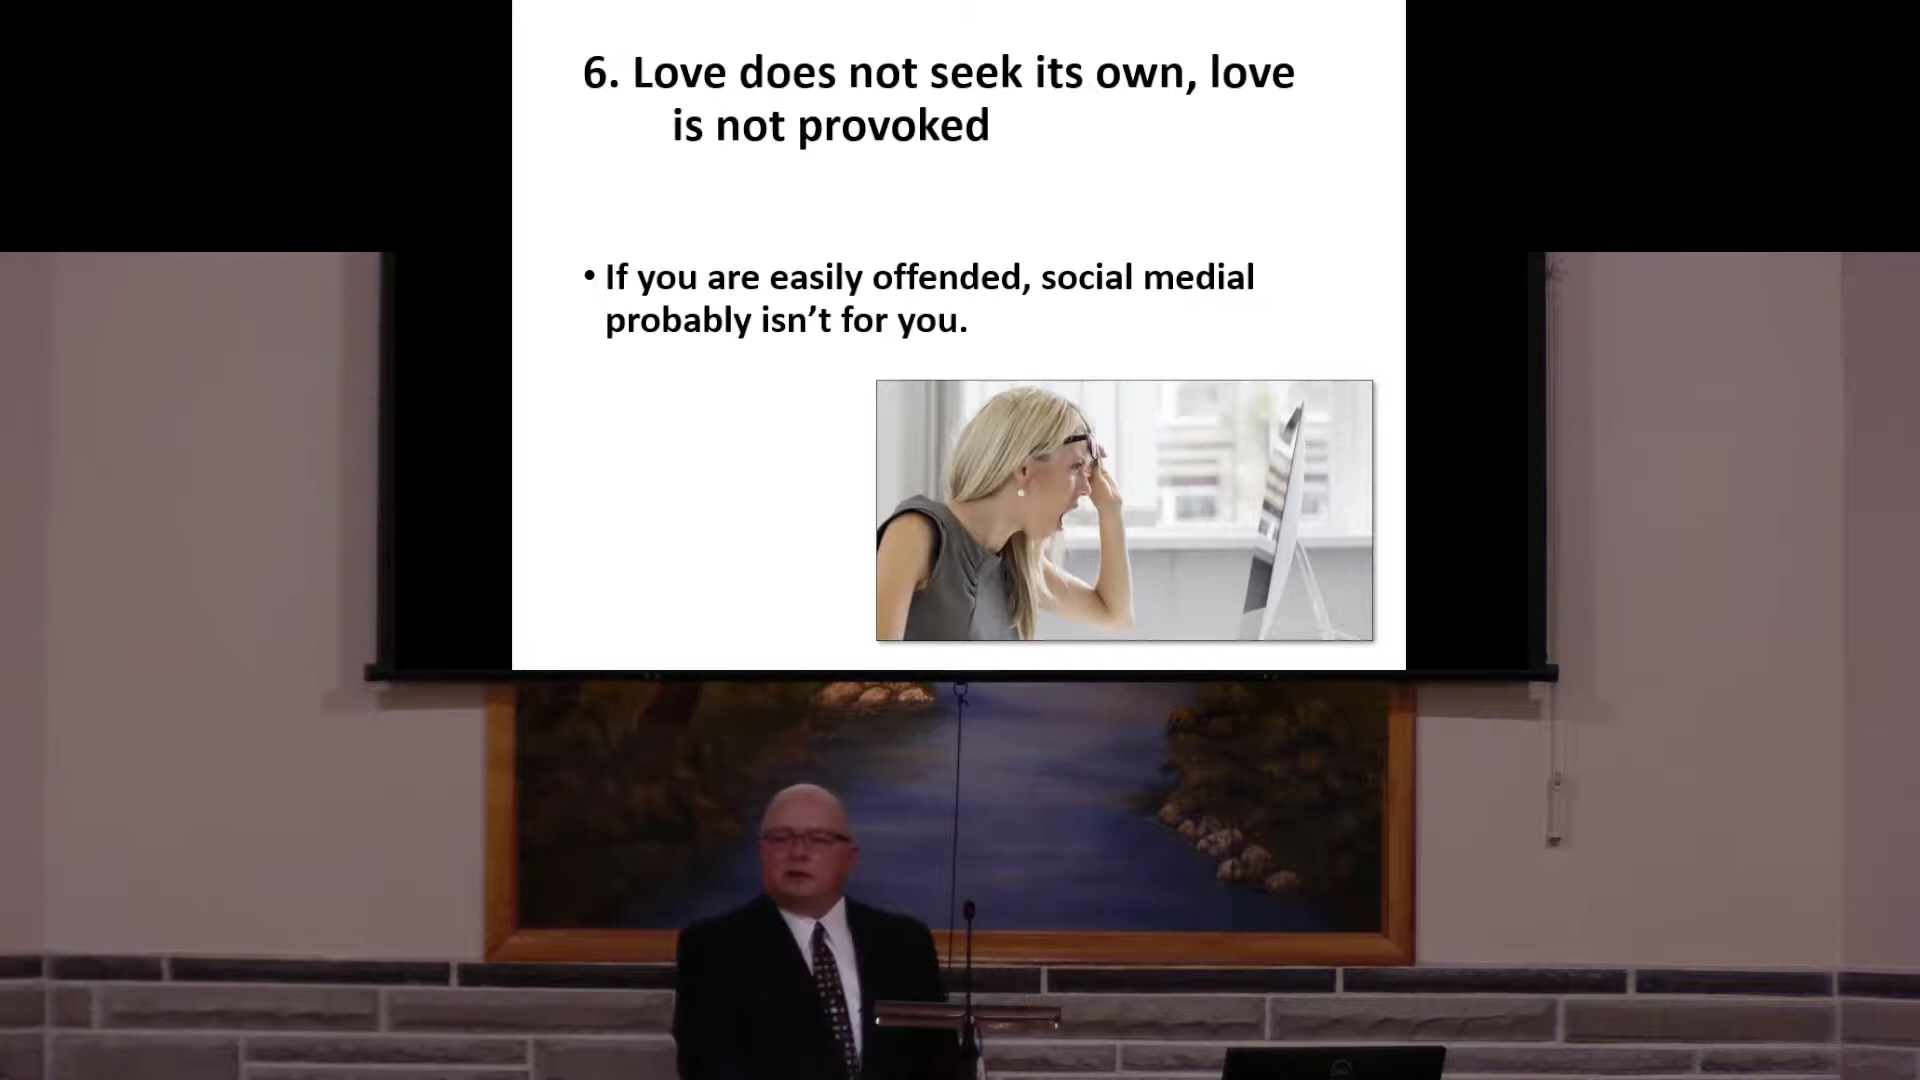 6. Love does not seek its own, love
is not provoked
• If you are easily offended, social medial
probably isn’t for you.